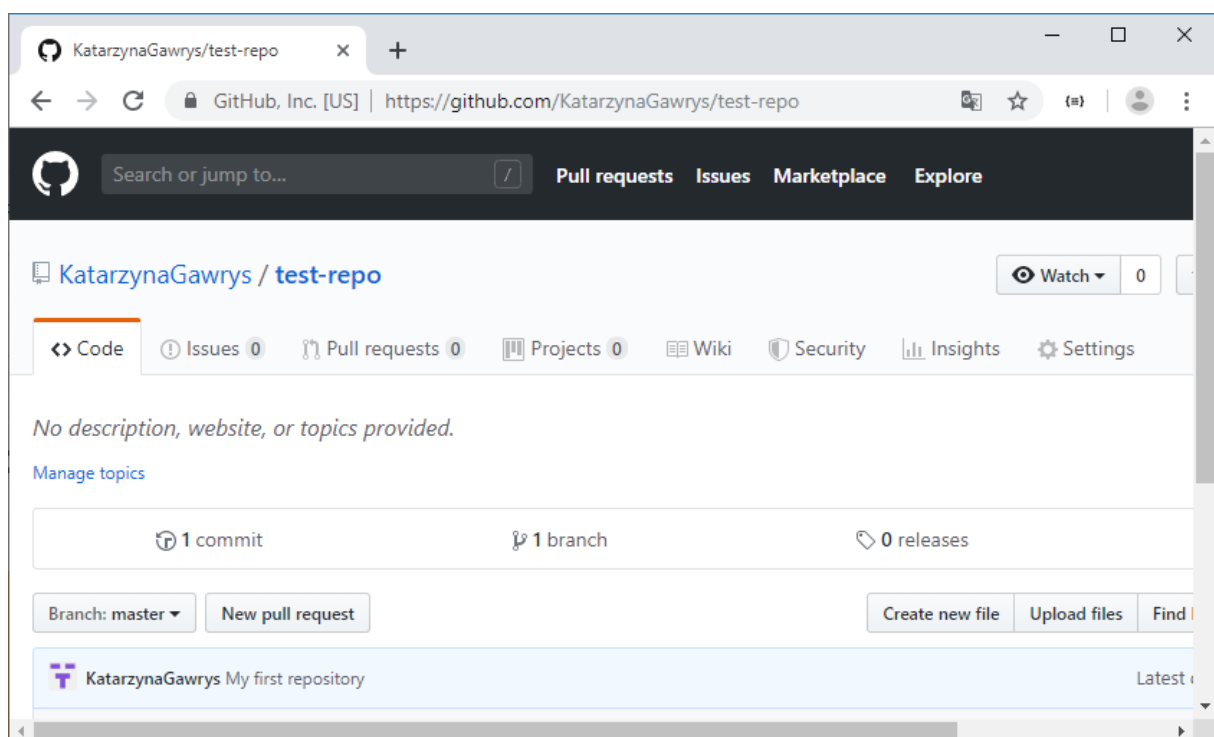 KatarzynaGawrys/test-repo
GitHub, Inc. [US] | https://github.com/KatarzynaGawrys/test-repo
Search or jump to... / Pull requests Issues Marketplace Explore
KatarzynaGawrys / test-repo Watch 0
<> Code Issues 0 Pull requests 0 Projects 0 Wiki Security Insights Settings
No description, website, or topics provided.
Manage topics
1 commit 1 branch 0 releases
Branch: master New pull request Create new file Upload files Find
KatarzynaGawrys My first repository Latest